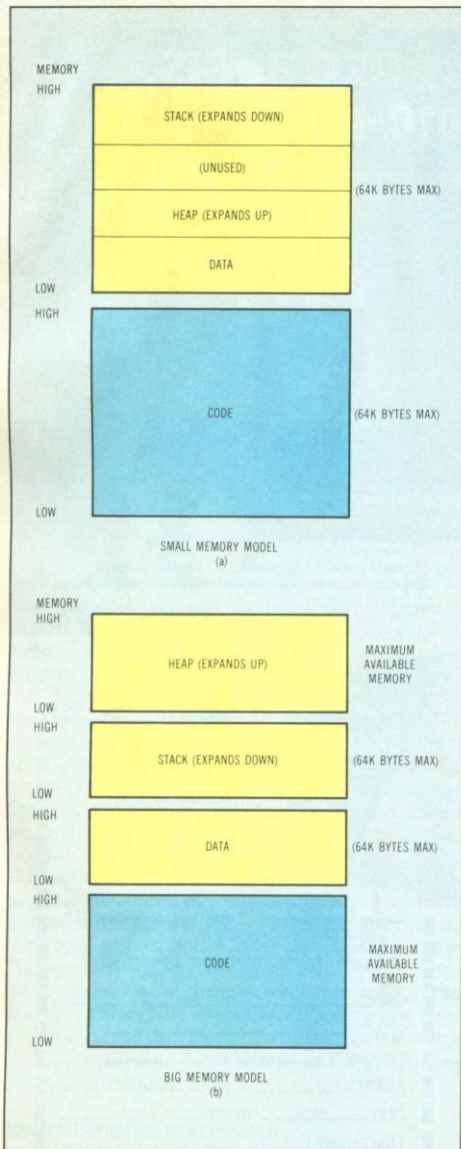 MEMORY
HIGH
STACK (EXPANDS DOWN)
(UNUSED)
(64K BYTES MAX)
HEAP (EXPANDS UP)
DATA
LOW
HIGH
CODE
(64K BYTES MAX)
LOW
SMALL MEMORY MODEL
(a)
MEMORY
HIGH
HEAP (EXPANDS UP)
MAXIMUM
AVAILABLE
MEMORY
LOW
HIGH
STACK (EXPANDS DOWN)
(64K BYTES MAX)
LOW
HIGH
DATA
(64K BYTES MAX)
LOW
HIGH
CODE
MAXIMUM
AVAILABLE
MEMORY
LOW
BIG MEMORY MODEL
(b)